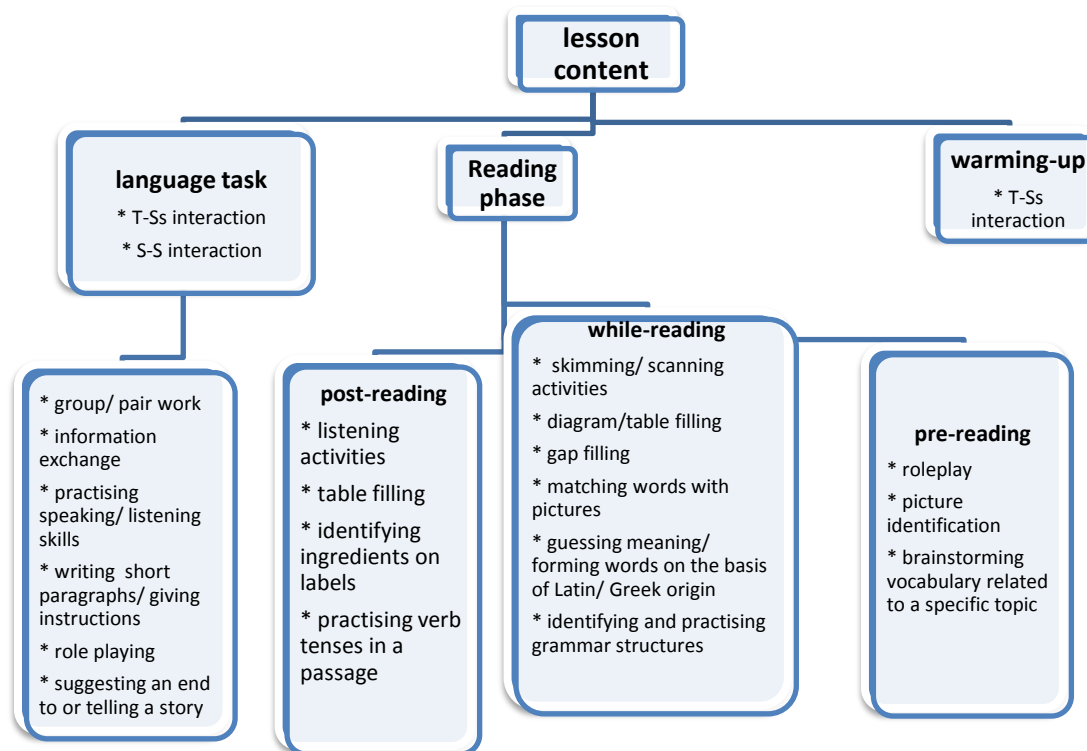 lesson
content
language task
* T-Ss interaction
* S-S interaction
Reading
phase
warming-up
* T-Ss
interaction
* group/ pair work
* information
exchange
* practising
speaking/ listening
skills
* writing short
paragraphs/ giving
instructions
* role playing
* suggesting an end
to or telling a story
post-reading
* listening
activities
* table filling
* identifying
ingredients on
labels
* practising verb
tenses in a
passage
while-reading
* skimming/ scanning
activities
* diagram/table filling
* gap filling
* matching words with
pictures
* guessing meaning/
forming words on the
basis of Latin/ Greek origin
* identifying and practising
grammar structures
pre-reading
* roleplay
* picture
identification
* brainstorming
vocabulary related
to a specific topic